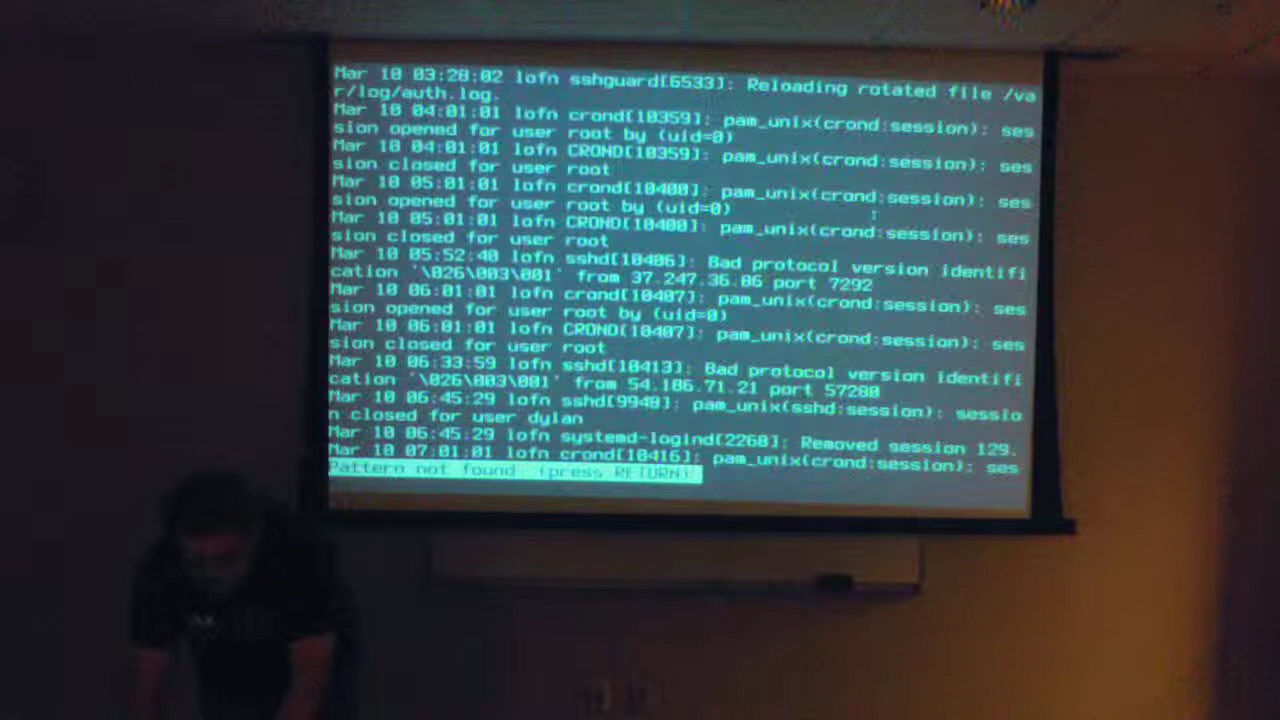 Mar 10 03:28:02 lofn sshguard[6533]: Reloading rotated file /va
r/log/auth.log.
Mar 10 04:01:01 lofn crond[10359]: pam_unix(crond:session): ses
sion opened for user root by (uid=0)
Mar 10 04:01:01 lofn CROND[10359]: pam_unix(crond:session): ses
sion closed for user root
Mar 10 05:01:01 lofn crond[10400]: pam_unix(crond:session): ses
sion opened for user root by (uid=0)
Mar 10 05:01:01 lofn CROND[10400]: pam_unix(crond:session): ses
sion closed for user root
Mar 10 05:52:40 lofn sshd[10406]: Bad protocol version identifi
cation '\026\003\001' from 37.247.36.86 port 7292
Mar 10 06:01:01 lofn crond[10407]: pam_unix(crond:session): ses
sion opened for user root by (uid=0)
Mar 10 06:01:01 lofn CROND[10407]: pam_unix(crond:session): ses
sion closed for user root
Mar 10 06:33:59 lofn sshd[10413]: Bad protocol version identifi
cation '\026\003\001' from 54.186.71.21 port 57280
Mar 10 06:45:29 lofn sshd[9948]: pam_unix(sshd:session): sessio
n closed for user dylan
Mar 10 06:45:29 lofn systemd-logind[2268]: Removed session 129.
Mar 10 07:01:01 lofn crond[10416]: pam_unix(crond:session): ses
Pattern not found  (press RETURN)